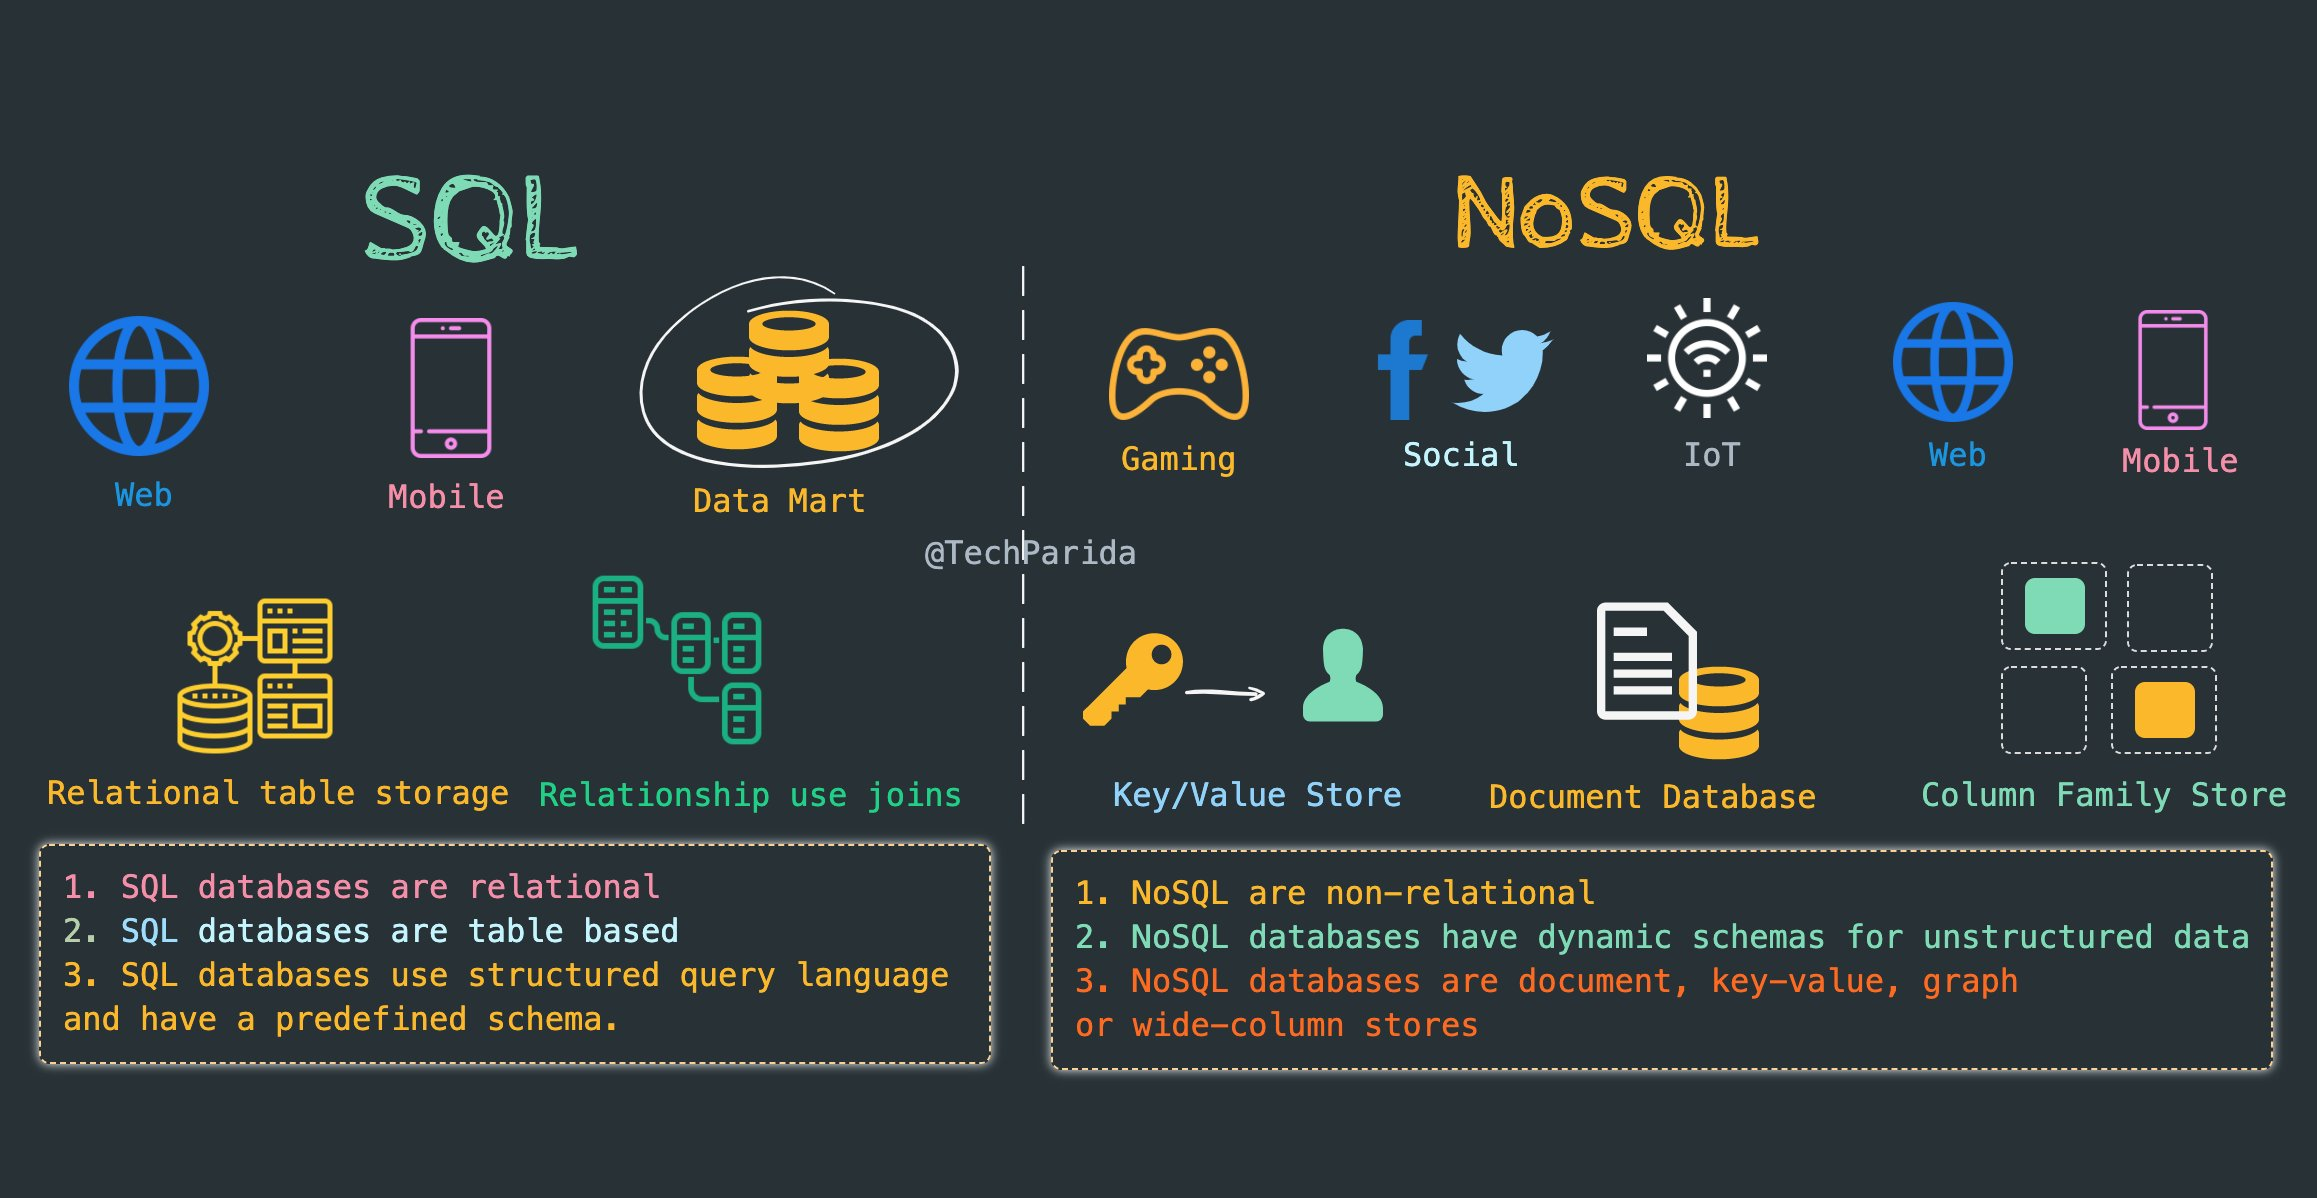 SQL
NoSQL
Web
Mobile
Data Mart
Gaming
Social
IoT
Web
Mobile
@TechParida
Relational table storage
Relationship use joins
Key/Value Store
Document Database
Column Family Store
1. SQL databases are relational
2. SQL databases are table based
3. SQL databases use structured query language
and have a predefined schema.
1. NoSQL are non-relational
2. NoSQL databases have dynamic schemas for unstructured data
3. NoSQL databases are document, key-value, graph
or wide-column stores